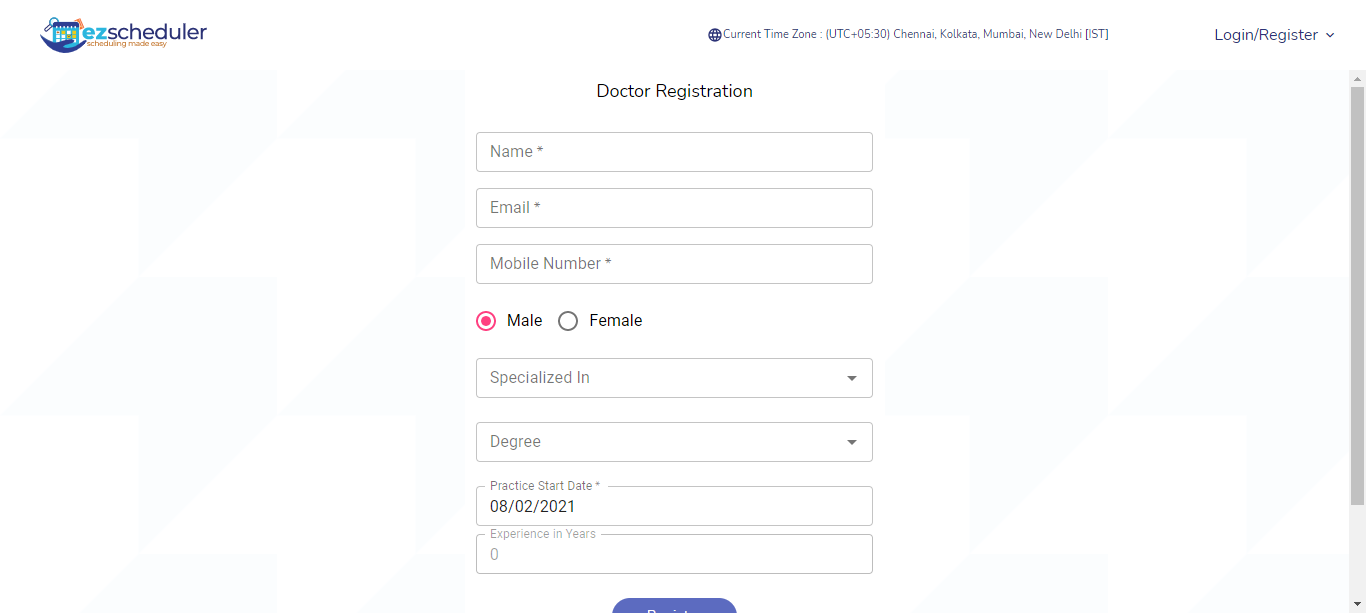 ezscheduler
scheduling made easy
Current Time Zone : (UTC+05:30) Chennai, Kolkata, Mumbai, New Delhi [IST]
Login/Register
Doctor Registration
Name *
Email *
Mobile Number *
Male
Female
Specialized In
Degree
Practice Start Date *
08/02/2021
Experience in Years
0